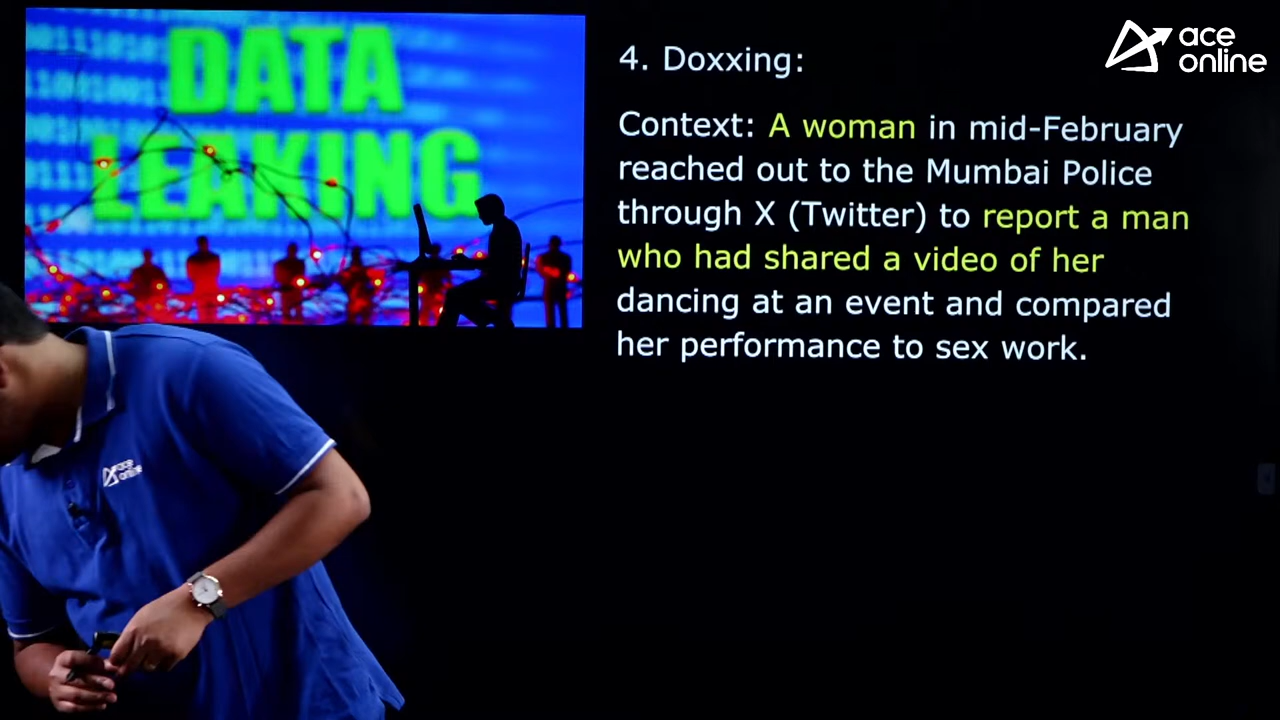 DATA
LEAKING
4. Doxxing:
Context: A woman in mid-February
reached out to the Mumbai Police
through X (Twitter) to report a man
who had shared a video of her
dancing at an event and compared
her performance to sex work.
ace
online
ace
online